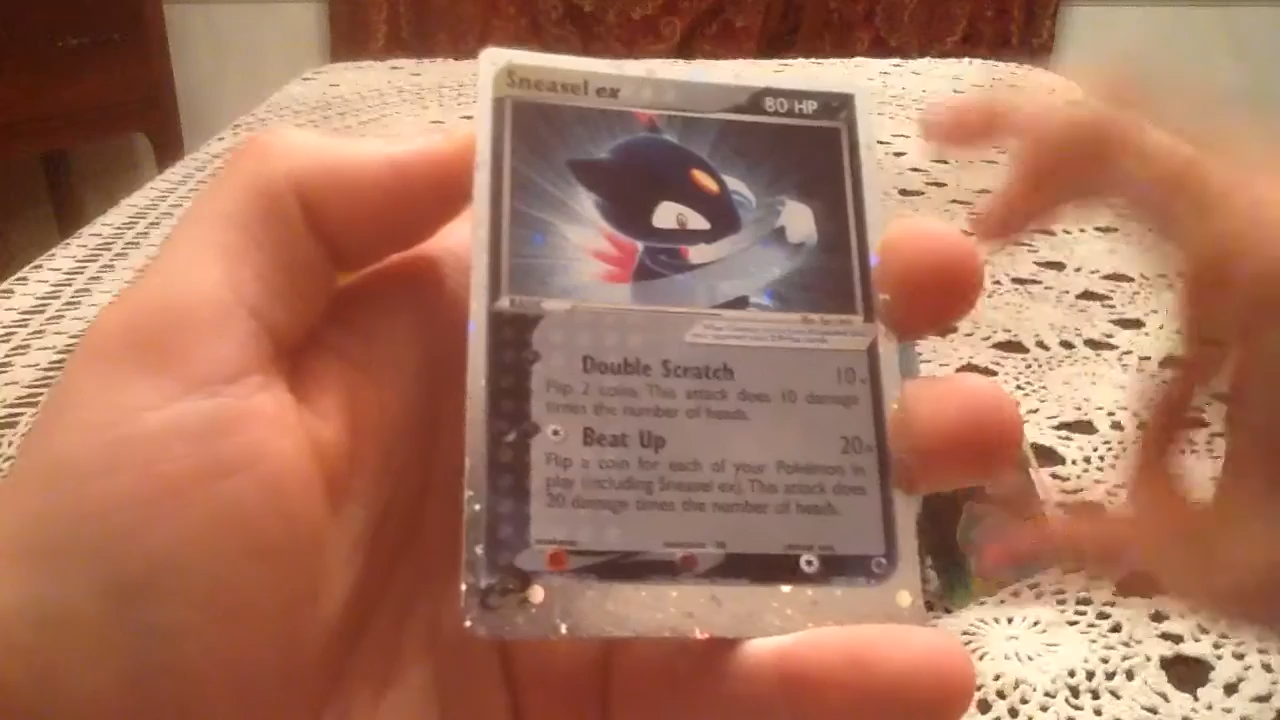 Sneasel ex
80 HP
Double Scratch 10x
Flip 2 coins. This attack does 10 damage
times the number of heads.
Beat Up 20x
Flip a coin for each of your Pokémon in
play (including Sneasel ex). This attack does
20 damage times the number of heads.